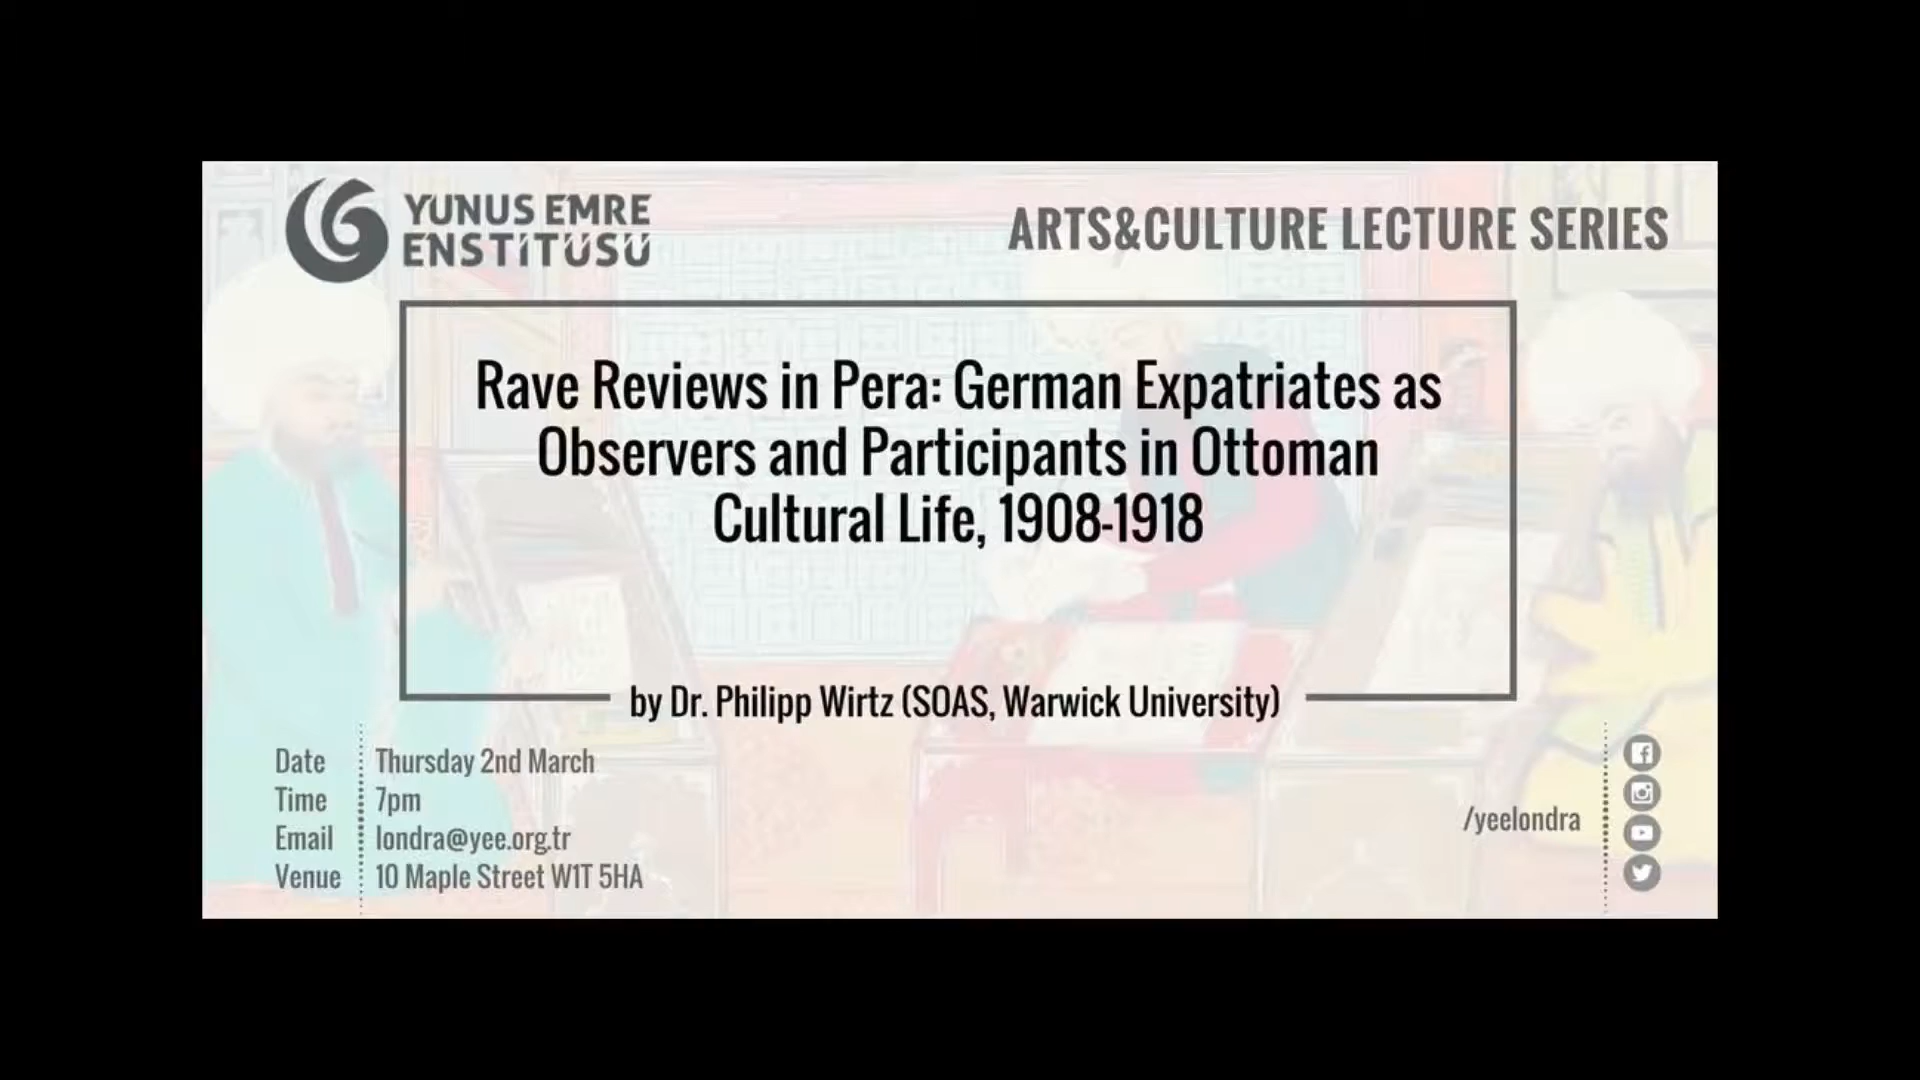 YUNUS EMRE
ENSTİTÜSÜ
ARTS&CULTURE LECTURE SERIES
Rave Reviews in Pera: German Expatriates as
Observers and Participants in Ottoman
Cultural Life, 1908-1918
by Dr. Philipp Wirtz (SOAS, Warwick University)
Date Thursday 2nd March
Time 7pm
Email londra@yee.org.tr
Venue 10 Maple Street W1T 5HA
/yeelondra